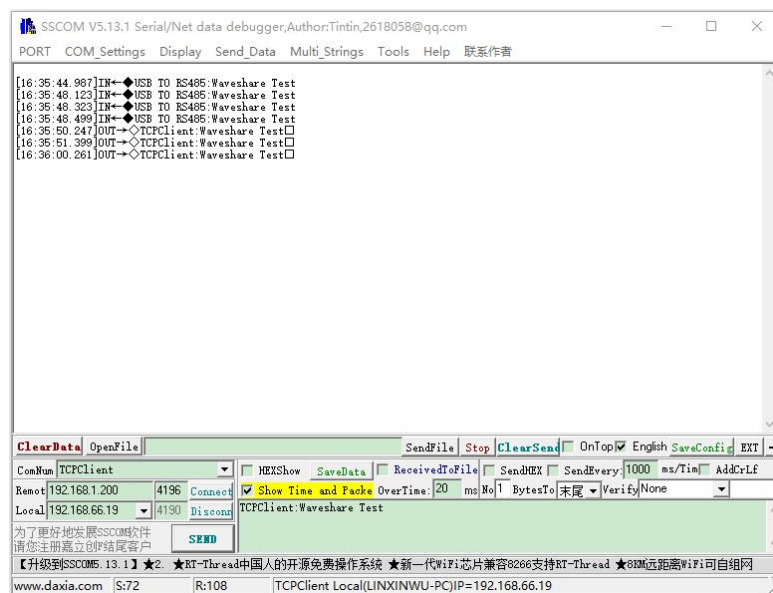 SSCOM V5.13.1 Serial/Net data debugger,Author:Tintin,2618058@qq.com
PORT COM_Settings Display Send_Data Multi_Strings Tools Help 联系作者
[16:35:44.987]IN←◆USB TO RS485:Waveshare Test
[16:35:48.123]IN←◆USB TO RS485:Waveshare Test
[16:35:48.323]IN←◆USB TO RS485:Waveshare Test
[16:35:48.499]IN←◆USB TO RS485:Waveshare Test
[16:35:50.247]OUT→◇TCPClient:Waveshare Test□
[16:35:51.399]OUT→◇TCPClient:Waveshare Test□
[16:36:00.261]OUT→◇TCPClient:Waveshare Test□
ClearData OpenFile SendFile Stop ClearSend OnTop English SaveConfig EXT
ComNum TCPClient HEXShow SaveData ReceivedToFile SendHEX SendEvery: 1000 ms/Tim AddCrLf
Remot 192.168.1.200 4196 Connect Show Time and Packe OverTime: 20 ms No 1 BytesTo 末尾 Verify None
Local 192.168.66.19 4190 Disconn TCPClient:Waveshare Test
为了更好地发展SSCOM软件
请您注册嘉立创F结尾客户
SEND
【升级到SSCOM5.13.1】★2. ★RT-Thread中国人的开源免费操作系统 ★新一代WiFi芯片兼容8266支持RT-Thread ★8KM远距离WiFi可自组网
www.daxia.com S:72 R:108 TCPClient Local(LINXINWU-PC)IP=192.168.66.19